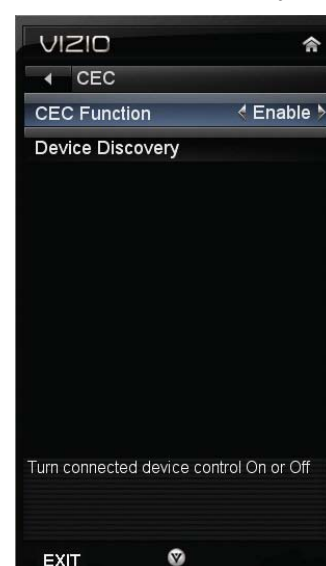 VIZIO
CEC
CEC Function Enable
Device Discovery
Turn connected device control On or Off
EXIT